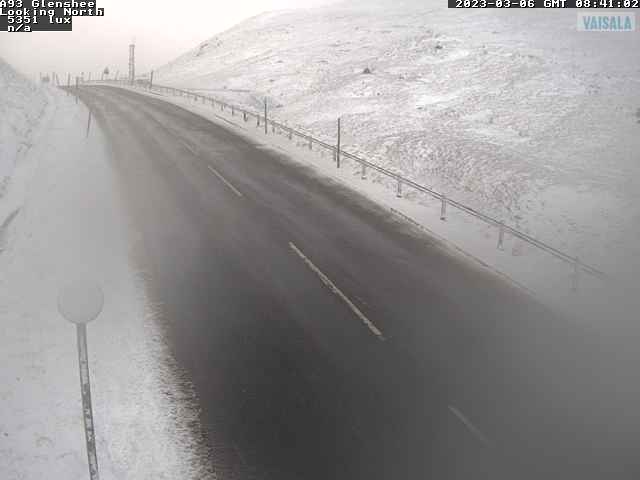 A93 Glenshee
Looking North
5351 lux
n/a
2023-03-06 GMT 08:41:02
VAISALA